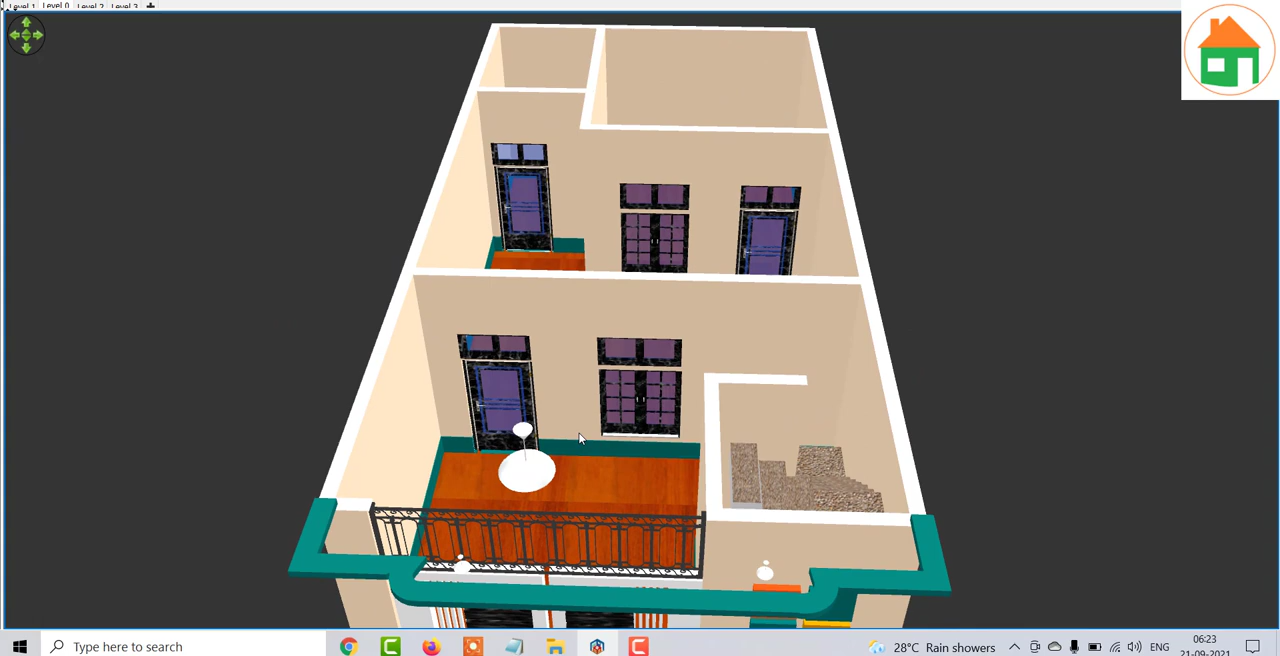 Level 1 Level 0 Level 2 Level 3
Type here to search
28°C Rain showers
ENG
06:23
21-09-2021